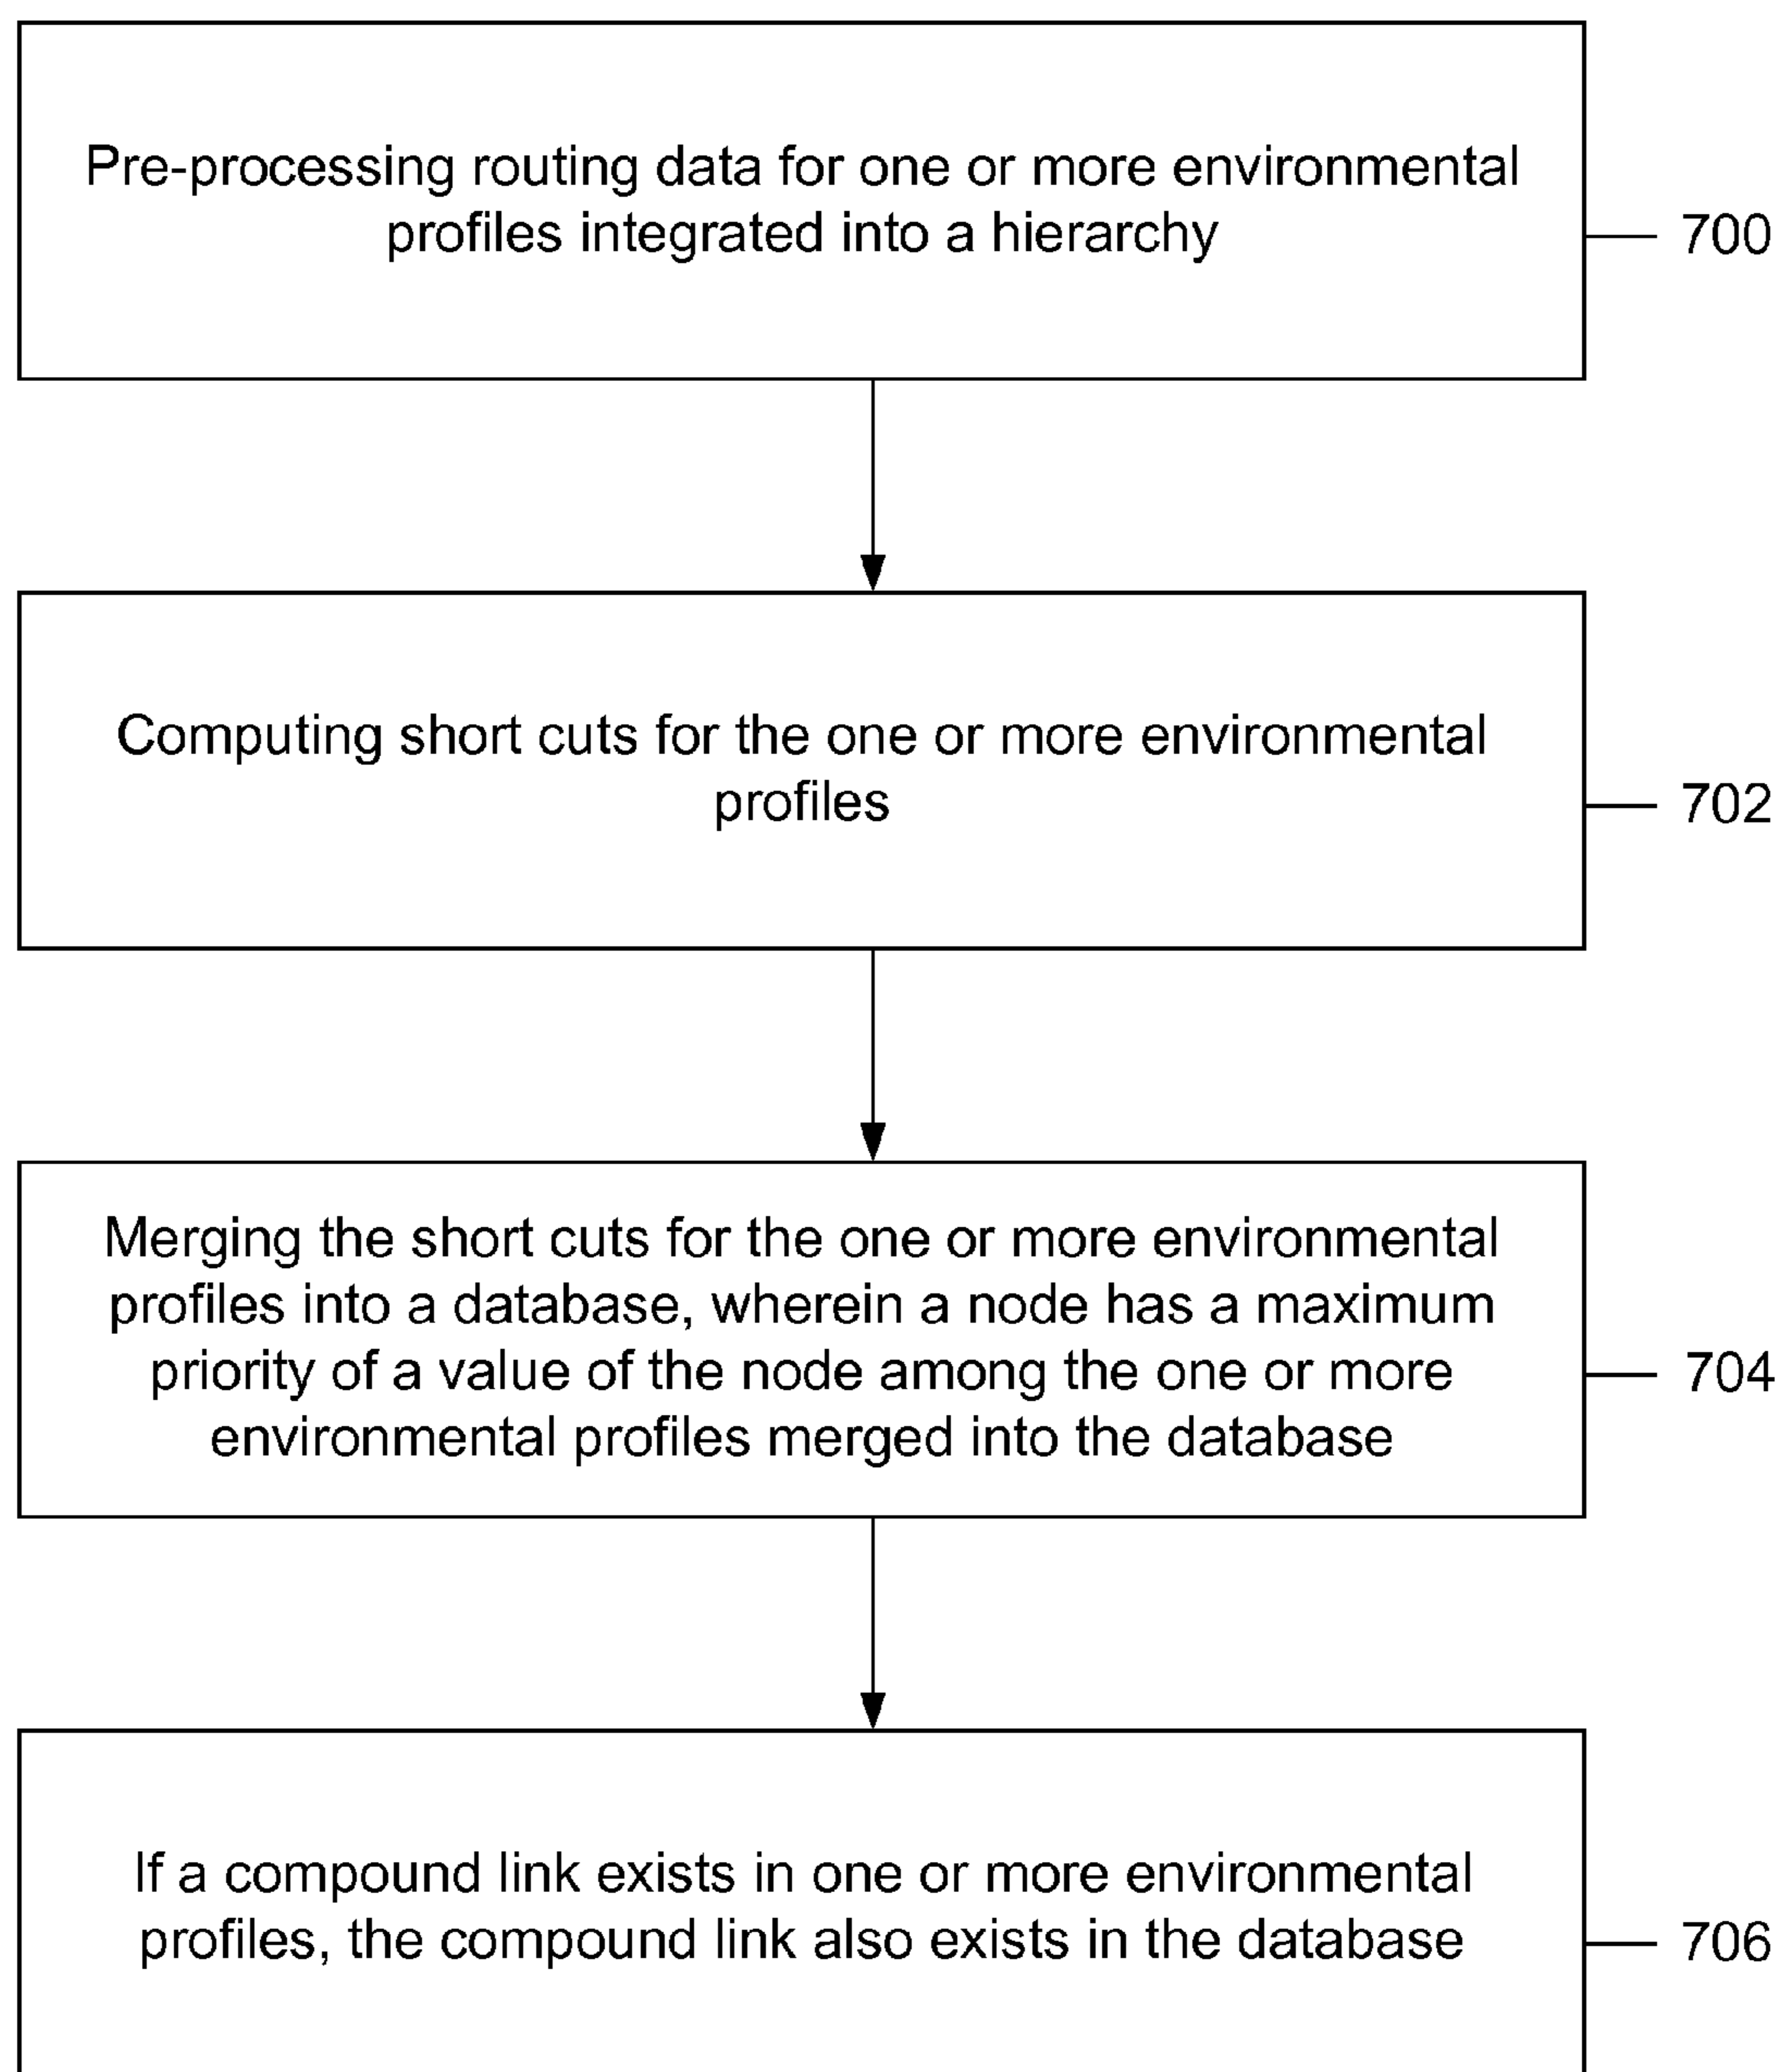 Pre-processing routing data for one or more environmental
profiles integrated into a hierarchy
700
Computing short cuts for the one or more environmental
profiles
702
Merging the short cuts for the one or more environmental
profiles into a database, wherein a node has a maximum
priority of a value of the node among the one or more
environmental profiles merged into the database
704
If a compound link exists in one or more environmental
profiles, the compound link also exists in the database
706